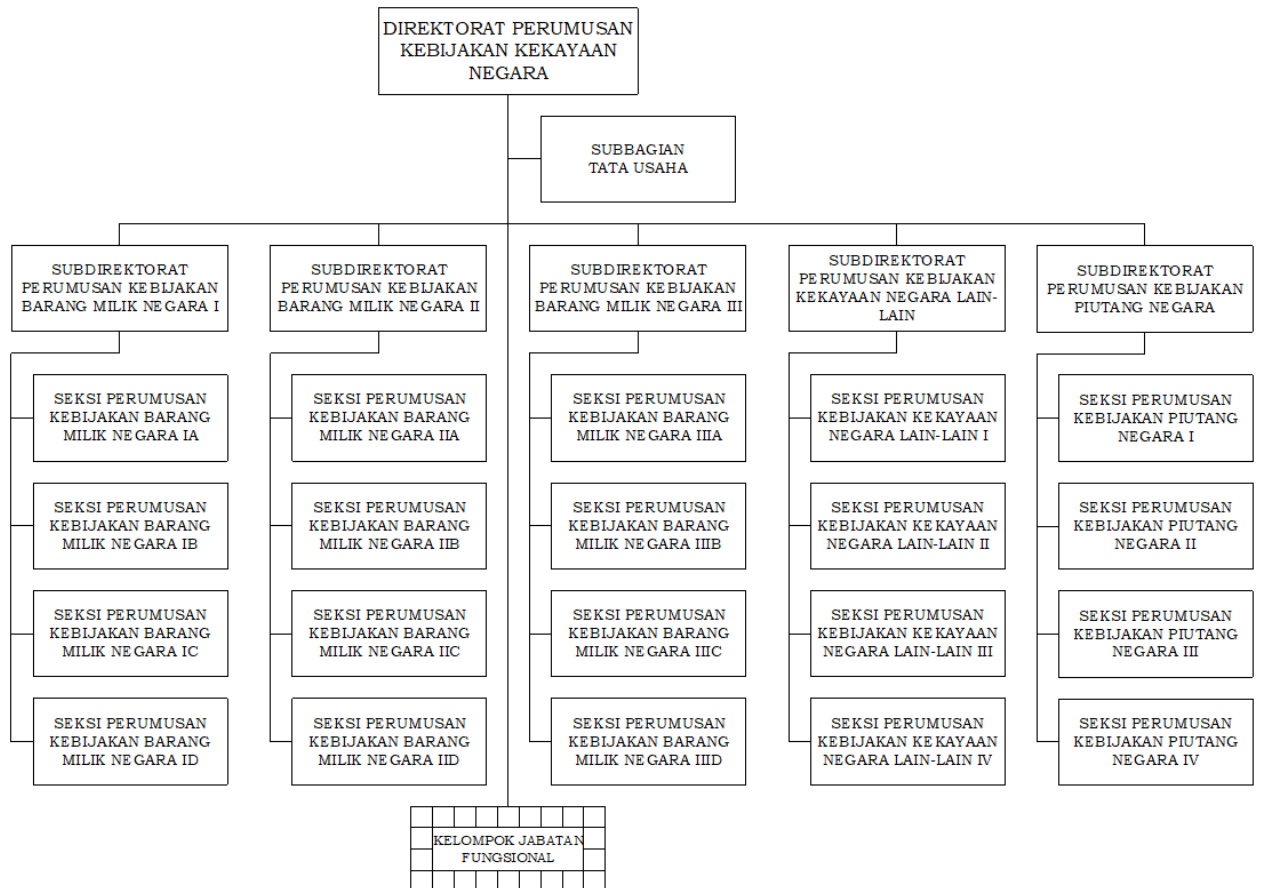 DIREKTORAT PERUMUSAN
KEBIJAKAN KEKAYAAN
NEGARA
SUBBAGIAN
TATA USAHA
SUBDIREKTORAT
PERUMUSAN KEBIJAKAN
BARANG MILIK NEGARA I
SUBDIREKTORAT
PERUMUSAN KEBIJAKAN
BARANG MILIK NEGARA II
SUBDIREKTORAT
PERUMUSAN KEBIJAKAN
BARANG MILIK NEGARA III
SUBDIREKTORAT
PERUMUSAN KEBIJAKAN
KEKAYAAN NEGARA LAIN-
LAIN
SUBDIREKTORAT
PERUMUSAN KEBIJAKAN
PIUTANG NEGARA
SEKSI PERUMUSAN
KEBIJAKAN BARANG
MILIK NEGARA IA
SEKSI PERUMUSAN
KEBIJAKAN BARANG
MILIK NEGARA IIA
SEKSI PERUMUSAN
KEBIJAKAN BARANG
MILIK NEGARA IIIA
SEKSI PERUMUSAN
KEBIJAKAN KEKAYAAN
NEGARA LAIN-LAIN I
SEKSI PERUMUSAN
KEBIJAKAN PIUTANG
NEGARA I
SEKSI PERUMUSAN
KEBIJAKAN BARANG
MILIK NEGARA IB
SEKSI PERUMUSAN
KEBIJAKAN BARANG
MILIK NEGARA IIB
SEKSI PERUMUSAN
KEBIJAKAN BARANG
MILIK NEGARA IIIB
SEKSI PERUMUSAN
KEBIJAKAN KEKAYAAN
NEGARA LAIN-LAIN II
SEKSI PERUMUSAN
KEBIJAKAN PIUTANG
NEGARA II
SEKSI PERUMUSAN
KEBIJAKAN BARANG
MILIK NEGARA IC
SEKSI PERUMUSAN
KEBIJAKAN BARANG
MILIK NEGARA IIC
SEKSI PERUMUSAN
KEBIJAKAN BARANG
MILIK NEGARA IIIC
SEKSI PERUMUSAN
KEBIJAKAN KEKAYAAN
NEGARA LAIN-LAIN III
SEKSI PERUMUSAN
KEBIJAKAN PIUTANG
NEGARA III
SEKSI PERUMUSAN
KEBIJAKAN BARANG
MILIK NEGARA ID
SEKSI PERUMUSAN
KEBIJAKAN BARANG
MILIK NEGARA IID
SEKSI PERUMUSAN
KEBIJAKAN BARANG
MILIK NEGARA IIID
SEKSI PERUMUSAN
KEBIJAKAN KEKAYAAN
NEGARA LAIN-LAIN IV
SEKSI PERUMUSAN
KEBIJAKAN PIUTANG
NEGARA IV
KELOMPOK JABATAN
FUNGSIONAL